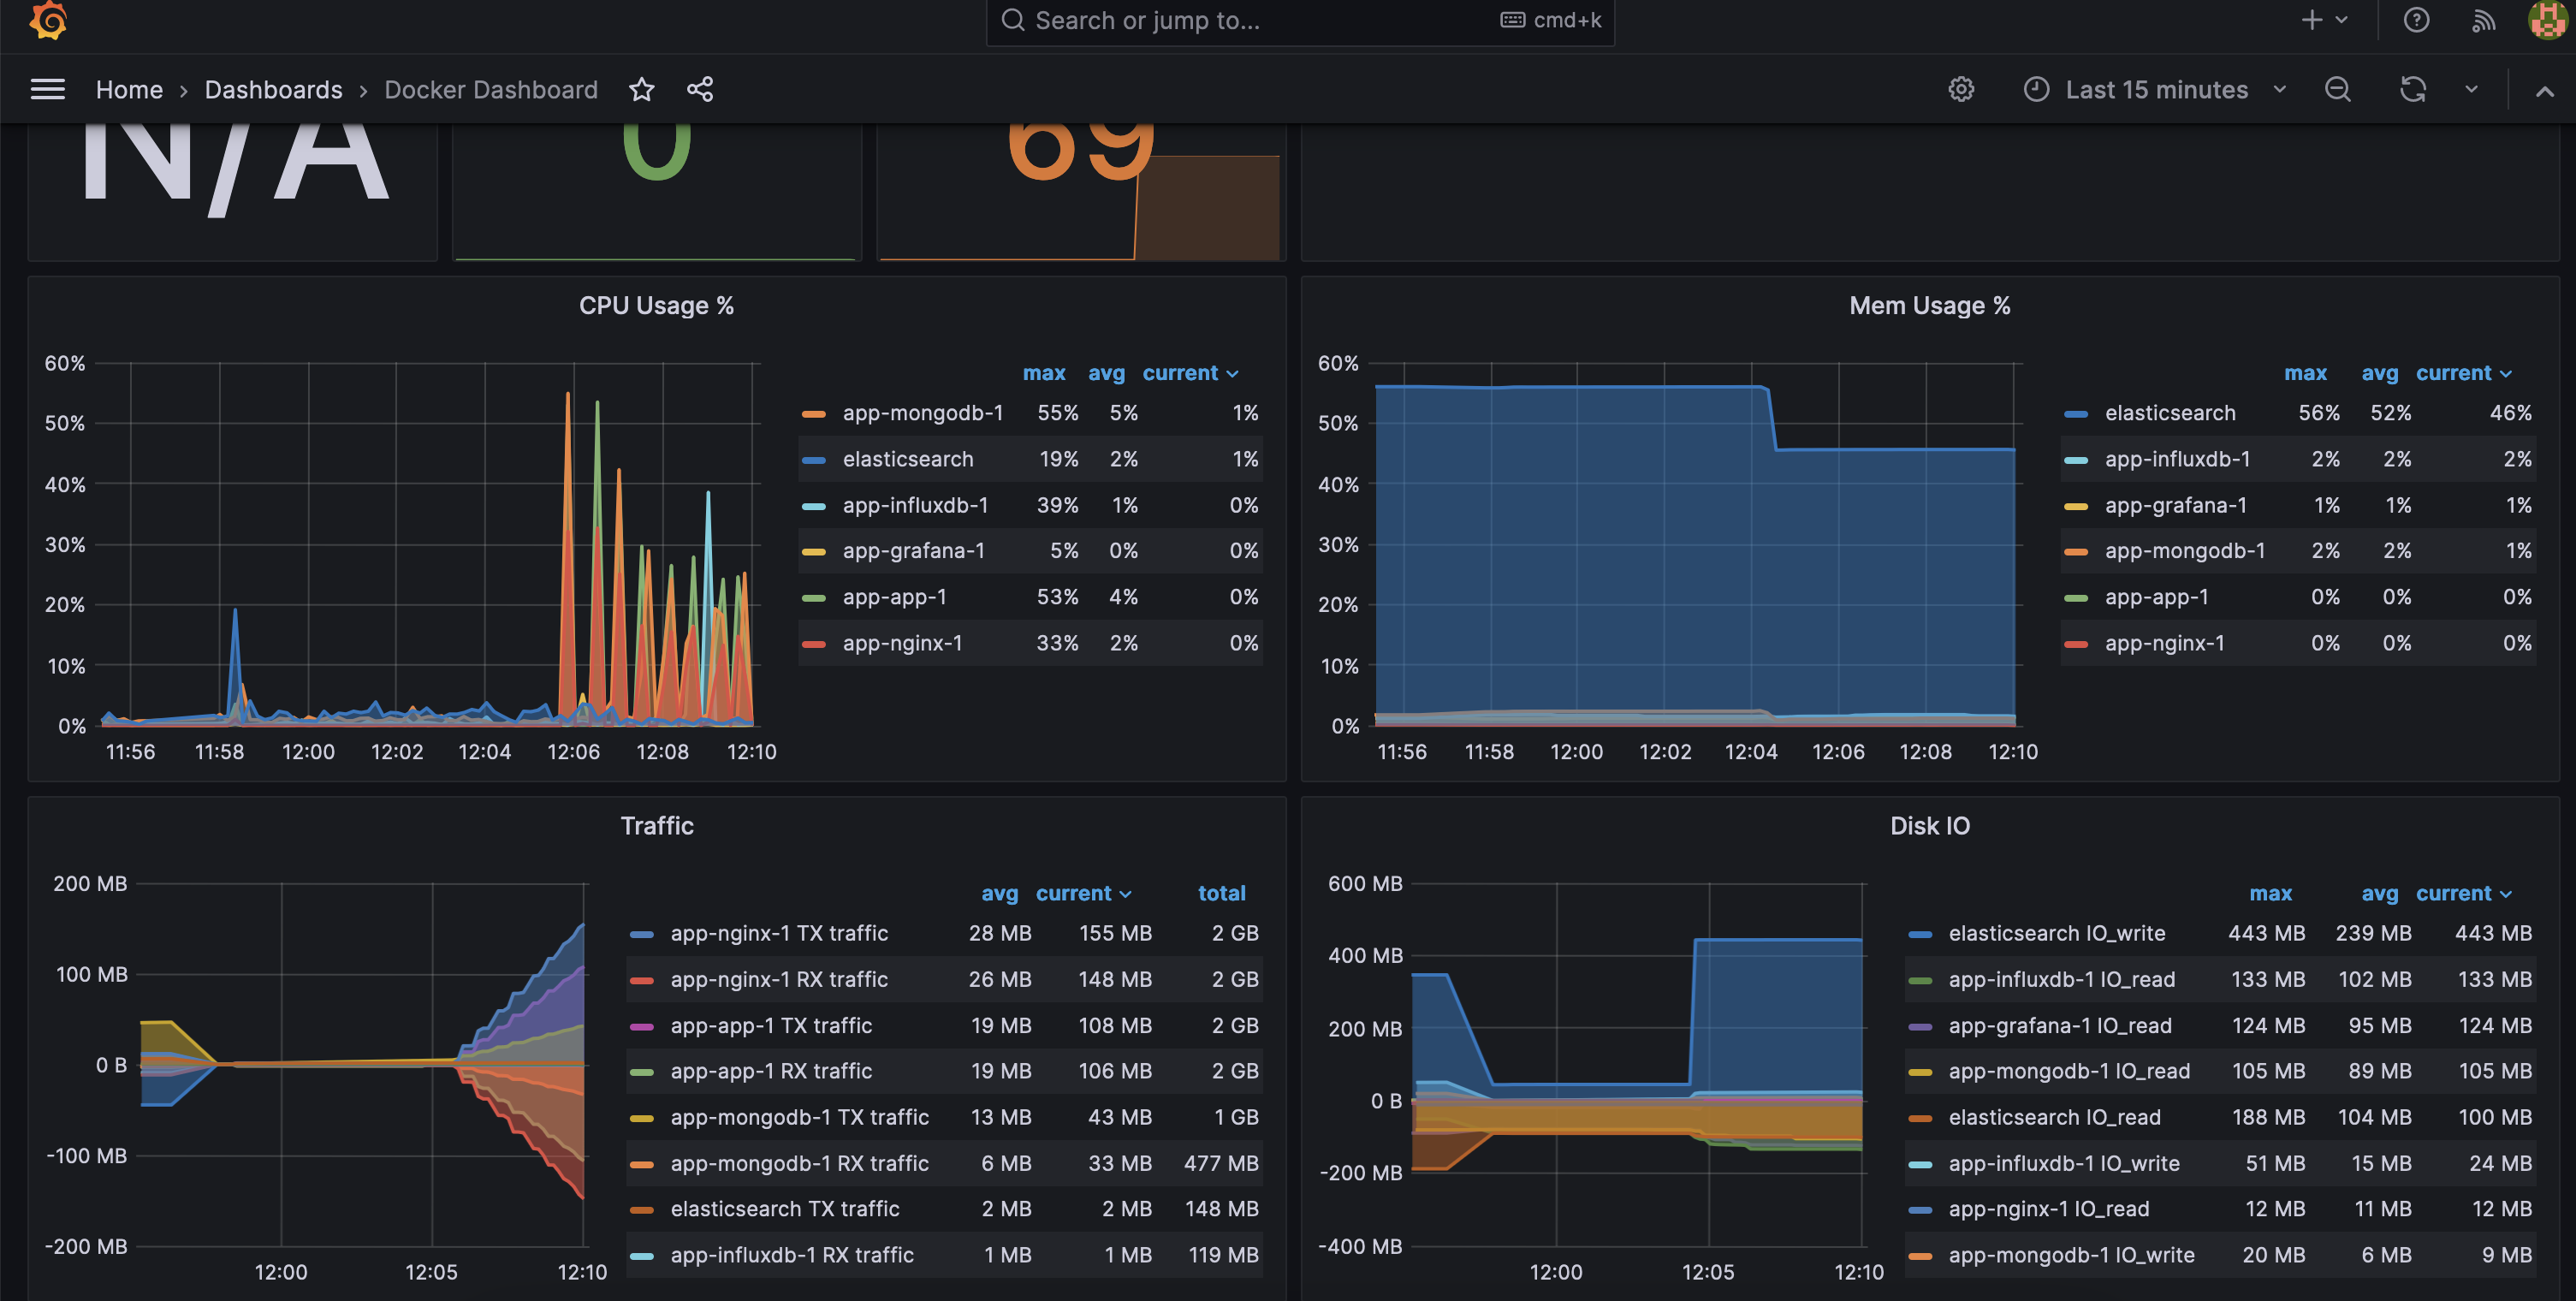 Search or jump to... cmd+k
Home › Dashboards › Docker Dashboard
Last 15 minutes
N/A
0
69
CPU Usage %
60%
50%
40%
30%
20%
10%
0%
11:56 11:58 12:00 12:02 12:04 12:06 12:08 12:10
max avg current
app-mongodb-1 55% 5% 1%
elasticsearch 19% 2% 1%
app-influxdb-1 39% 1% 0%
app-grafana-1 5% 0% 0%
app-app-1 53% 4% 0%
app-nginx-1 33% 2% 0%
Mem Usage %
60%
50%
40%
30%
20%
10%
0%
11:56 11:58 12:00 12:02 12:04 12:06 12:08 12:10
max avg current
elasticsearch 56% 52% 46%
app-influxdb-1 2% 2% 2%
app-grafana-1 1% 1% 1%
app-mongodb-1 2% 2% 1%
app-app-1 0% 0% 0%
app-nginx-1 0% 0% 0%
Traffic
200 MB
100 MB
0 B
-100 MB
-200 MB
12:00 12:05 12:10
avg current total
app-nginx-1 TX traffic 28 MB 155 MB 2 GB
app-nginx-1 RX traffic 26 MB 148 MB 2 GB
app-app-1 TX traffic 19 MB 108 MB 2 GB
app-app-1 RX traffic 19 MB 106 MB 2 GB
app-mongodb-1 TX traffic 13 MB 43 MB 1 GB
app-mongodb-1 RX traffic 6 MB 33 MB 477 MB
elasticsearch TX traffic 2 MB 2 MB 148 MB
app-influxdb-1 RX traffic 1 MB 1 MB 119 MB
Disk IO
600 MB
400 MB
200 MB
0 B
-200 MB
-400 MB
12:00 12:05 12:10
max avg current
elasticsearch IO_write 443 MB 239 MB 443 MB
app-influxdb-1 IO_read 133 MB 102 MB 133 MB
app-grafana-1 IO_read 124 MB 95 MB 124 MB
app-mongodb-1 IO_read 105 MB 89 MB 105 MB
elasticsearch IO_read 188 MB 104 MB 100 MB
app-influxdb-1 IO_write 51 MB 15 MB 24 MB
app-nginx-1 IO_read 12 MB 11 MB 12 MB
app-mongodb-1 IO_write 20 MB 6 MB 9 MB